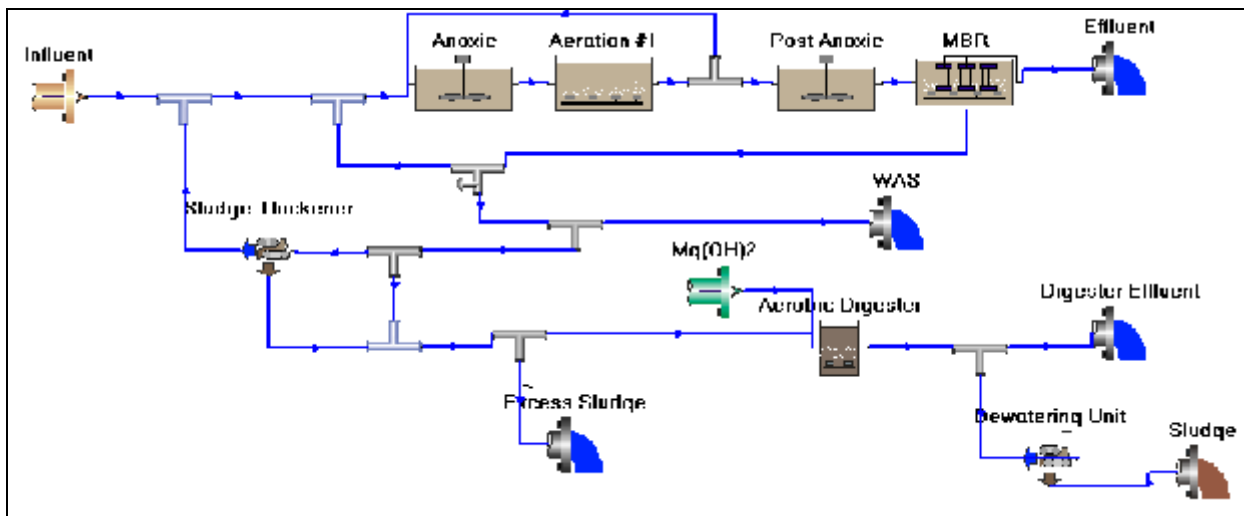 Influent
Anoxic
Aeration #1
Post Anoxic
MBR
Effluent
WAS
Sludge Thickener
Mg(OH)2
Aerobic Digester
Digester Effluent
Excess Sludge
Dewatering Unit
Sludge